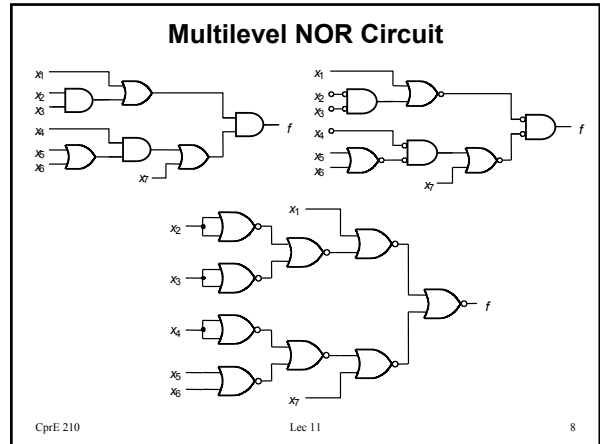 Multilevel NOR Circuit
x1
x2
x3
x4
x5
x6
x7
f
x1
x2
x3
x4
x5
x6
x7
f
x1
x2
x3
x4
x5
x6
x7
f
CprE 210 Lec 11 8